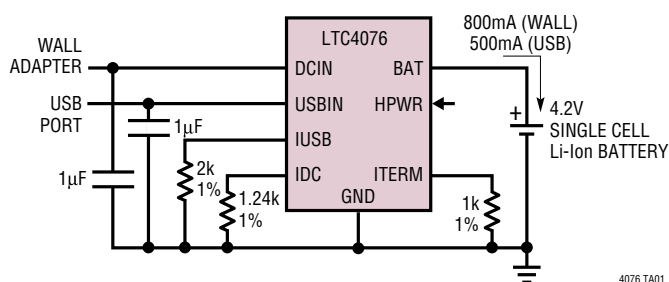 800mA (WALL)
500mA (USB)
WALL
ADAPTER
USB
PORT
LTC4076
DCIN
BAT
USBIN
HPWR
IUSB
IDC
ITERM
GND
1µF
1µF
2k
1%
1.24k
1%
1k
1%
+
4.2V
SINGLE CELL
Li-Ion BATTERY
4076 TA01